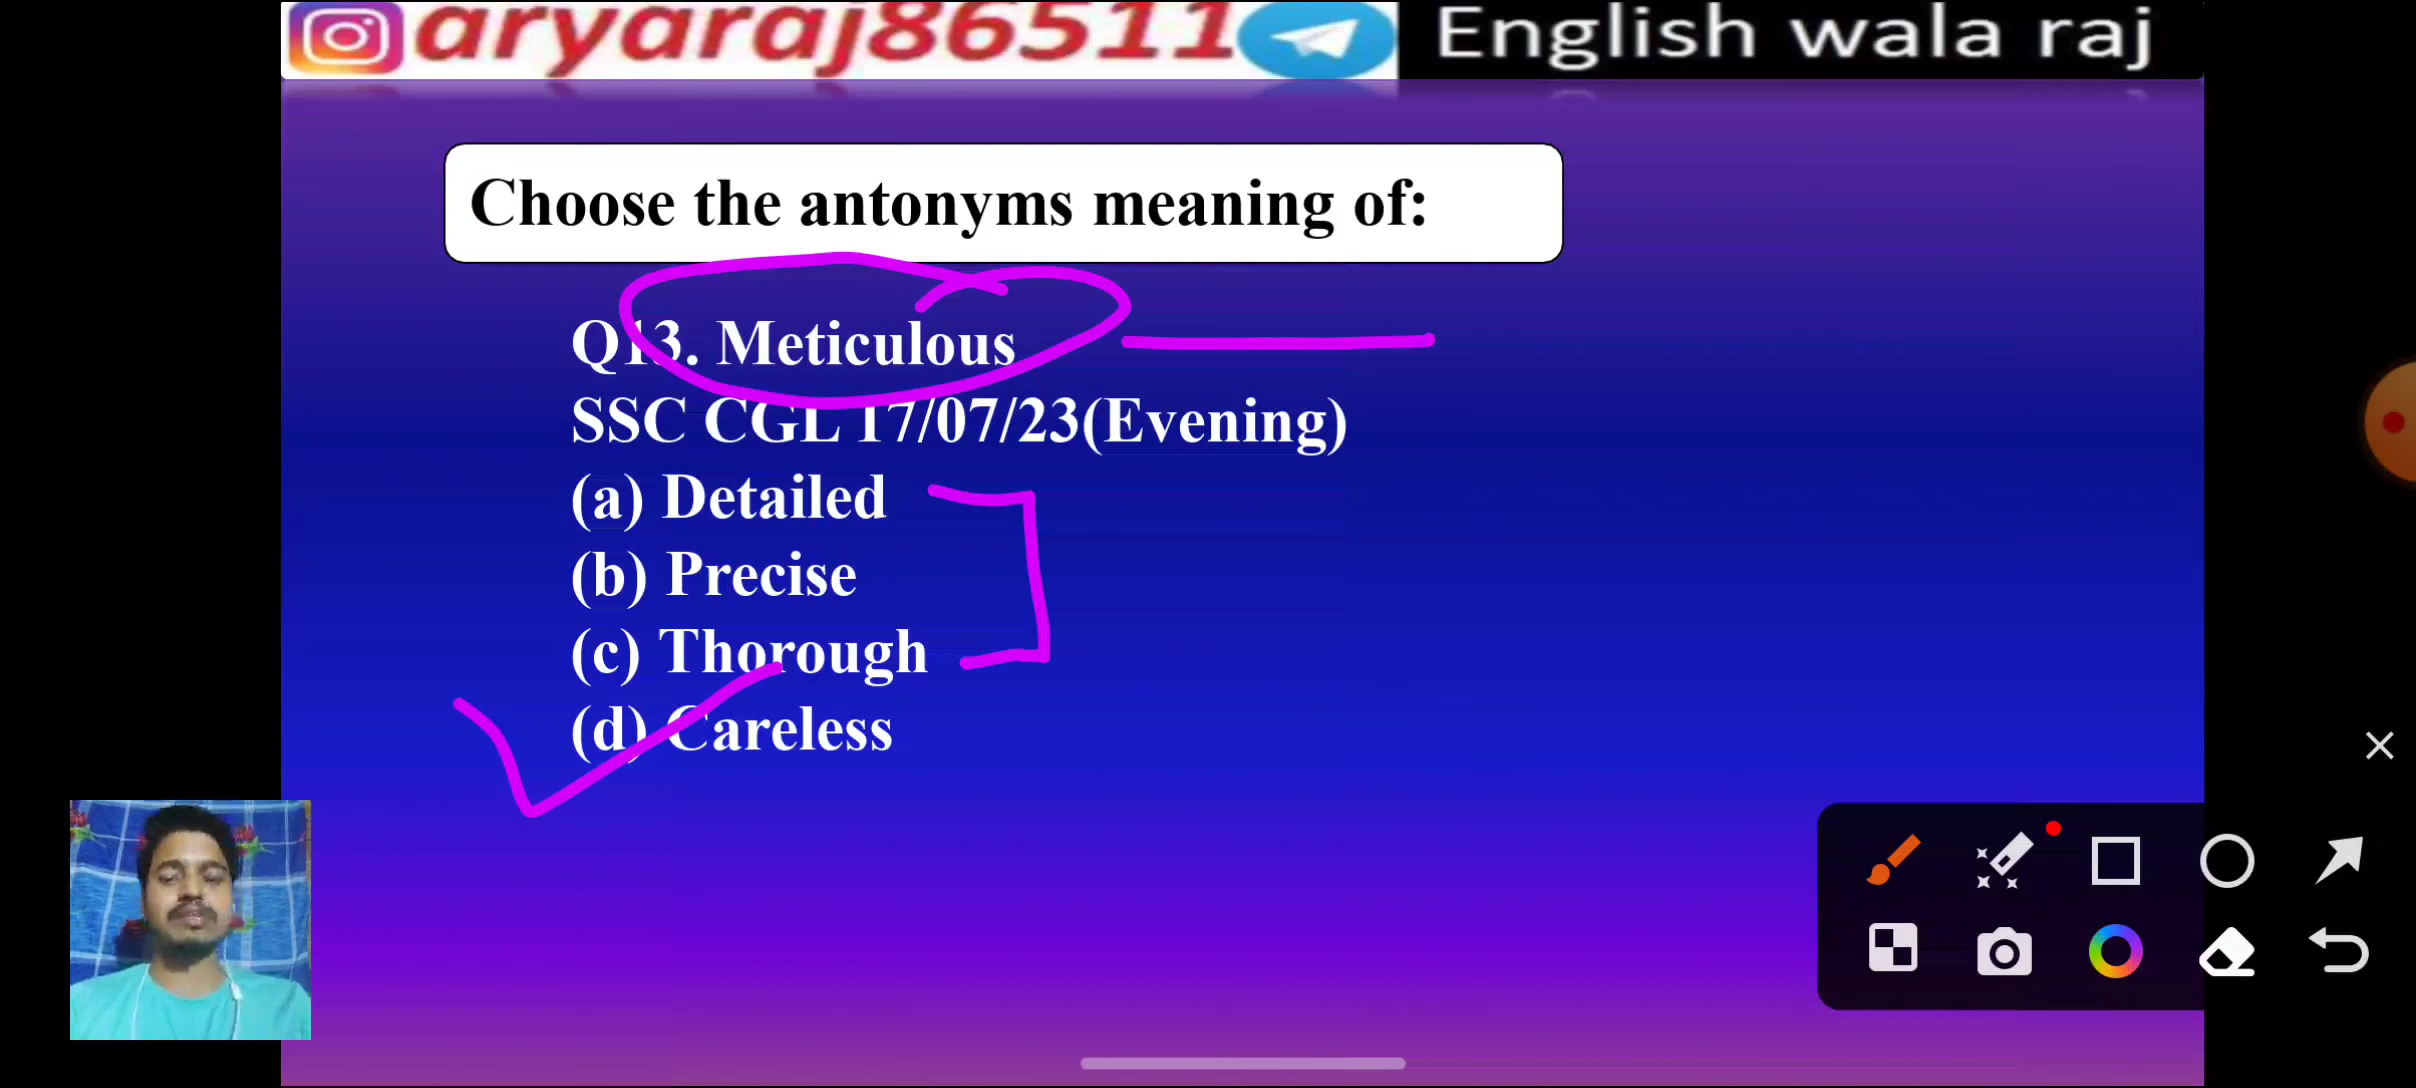 aryaraj86511 English wala raj
Choose the antonyms meaning of:
Q13. Meticulous
SSC CGL 17/07/23(Evening)
(a) Detailed
(b) Precise
(c) Thorough
(d) Careless